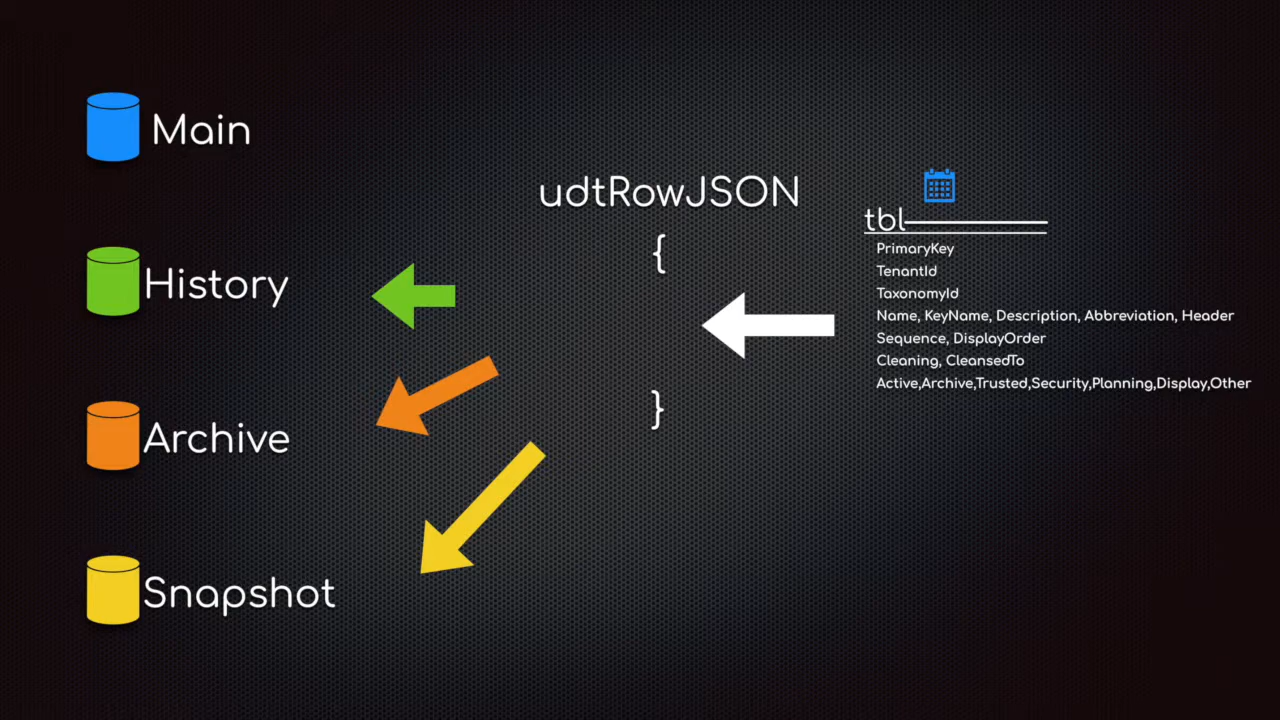 Main
History
Archive
Snapshot
udtRowJSON
{
}
tbl
PrimaryKey
TenantId
TaxonomyId
Name, KeyName, Description, Abbreviation, Header
Sequence, DisplayOrder
Cleaning, CleansedTo
Active,Archive,Trusted,Security,Planning,Display,Other